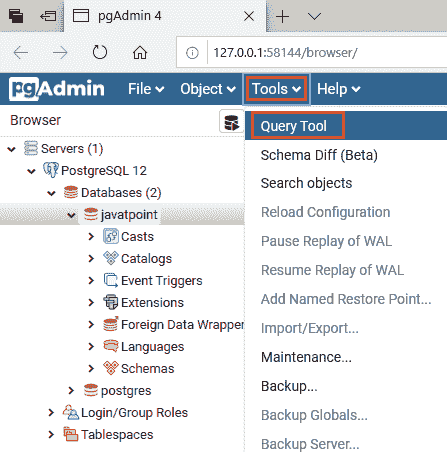 pgAdmin 4
127.0.0.1:58144/browser/
pgAdmin File Object Tools Help
Browser
Query Tool
Schema Diff (Beta)
Search objects
Reload Configuration
Pause Replay of WAL
Resume Replay of WAL
Add Named Restore Point...
Import/Export...
Maintenance...
Backup...
Backup Globals...
Backup Server...
Servers (1)
PostgreSQL 12
Databases (2)
javatpoint
Casts
Catalogs
Event Triggers
Extensions
Foreign Data Wrapper
Languages
Schemas
postgres
Login/Group Roles
Tablespaces